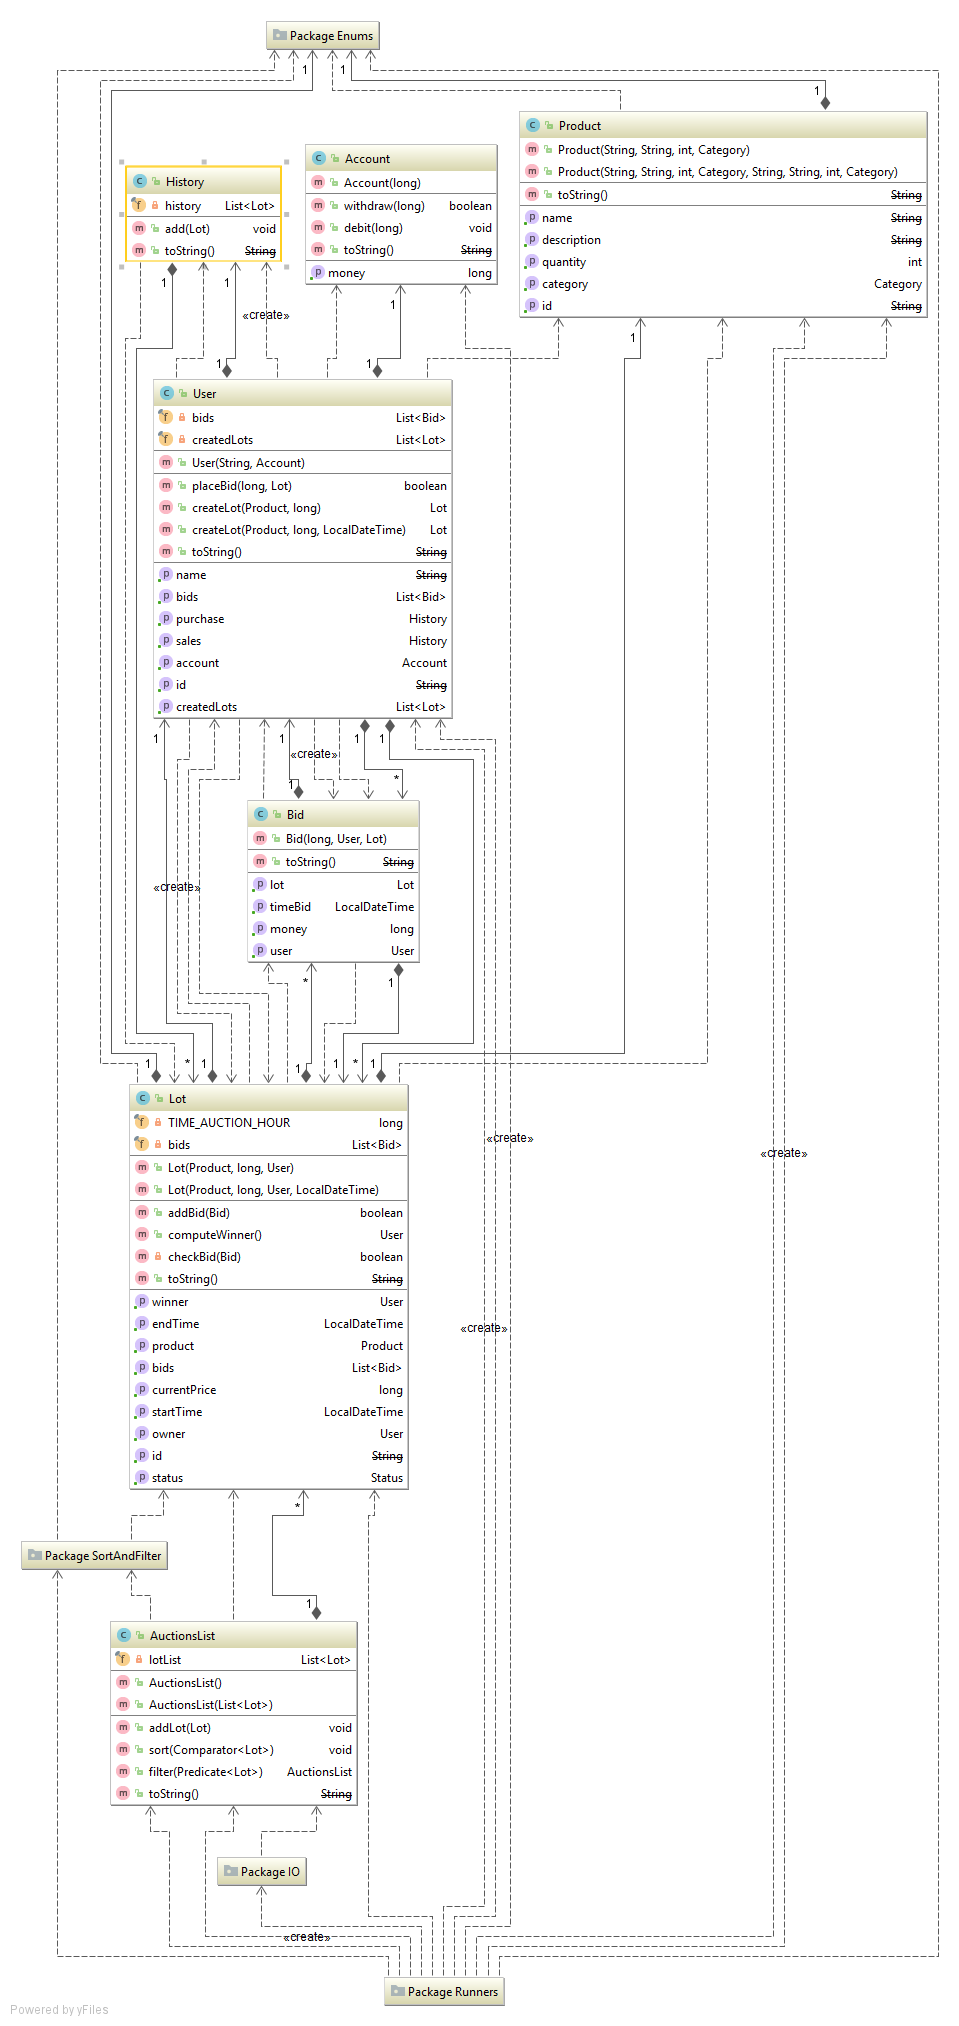 Package Enums
1
1
1
Product
Product(String, String, int, Category)
Product(String, String, int, Category, String, String, int, Category)
toString() String
name String
description String
quantity int
category Category
id String
Account
Account(long)
withdraw(long) boolean
debit(long) void
toString() String
money long
History
history List<Lot>
add(Lot) void
toString() String
1
1
1
1
«create»
1
1
User
bids List<Bid>
createdLots List<Lot>
User(String, Account)
placeBid(long, Lot) boolean
createLot(Product, long) Lot
createLot(Product, long, LocalDateTime) Lot
toString() String
name String
bids List<Bid>
purchase History
sales History
account Account
id String
createdLots List<Lot>
1
1
1
1
«create»
1
*
Bid
Bid(long, User, Lot)
toString() String
lot Lot
timeBid LocalDateTime
money long
user User
«create»
*
1
1
*
1
1
1
*
1
Lot
TIME_AUCTION_HOUR long
bids List<Bid>
Lot(Product, long, User)
Lot(Product, long, User, LocalDateTime)
addBid(Bid) boolean
computeWinner() User
checkBid(Bid) boolean
toString() String
winner User
endTime LocalDateTime
product Product
bids List<Bid>
currentPrice long
startTime LocalDateTime
owner User
id String
status Status
«create»
«create»
«create»
*
Package SortAndFilter
1
AuctionsList
lotList List<Lot>
AuctionsList()
AuctionsList(List<Lot>)
addLot(Lot) void
sort(Comparator<Lot>) void
filter(Predicate<Lot>) AuctionsList
toString() String
Package IO
«create»
Package Runners
Powered by yFiles